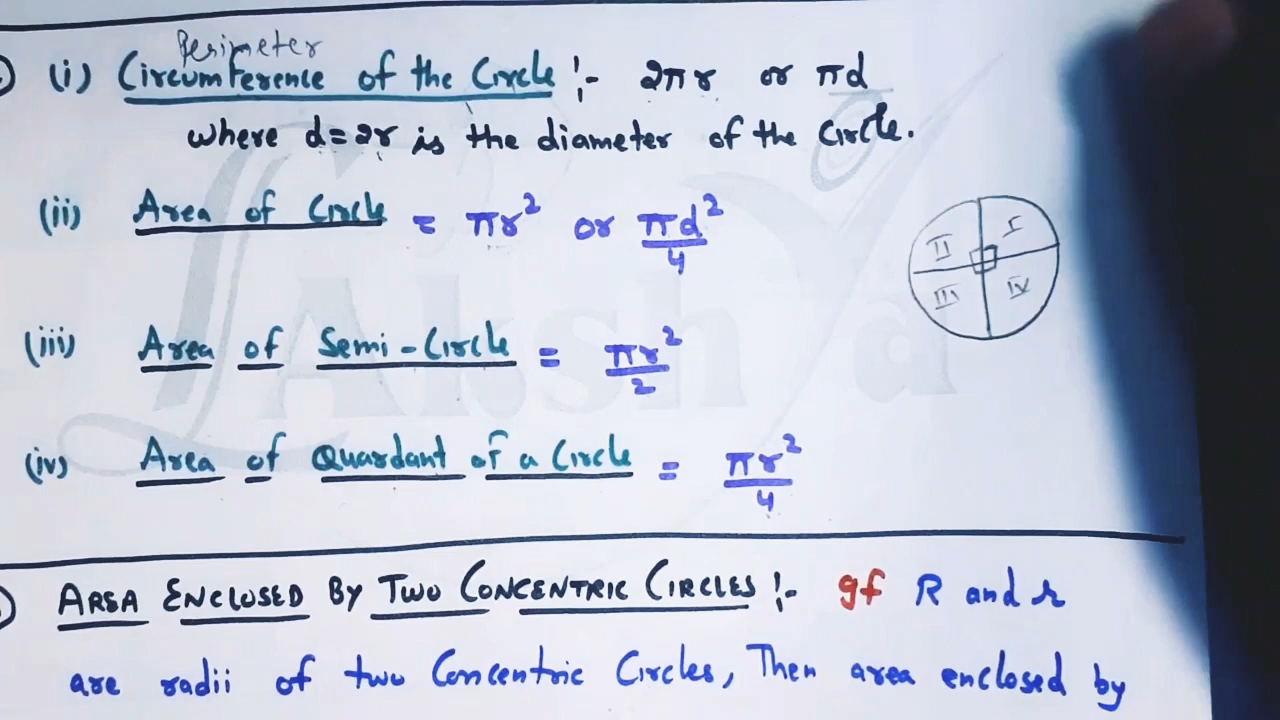 Perimeter
(i) Circumference of the Circle :- 2πr or πd
where d=2r is the diameter of the Circle.
(ii) Area of Circle = πr² or πd²/4
I
II
III
IV
(iii) Area of Semi-Circle = πr²/2
(iv) Area of Quardant of a Circle = πr²/4
AREA ENCLOSED BY TWO CONCENTRIC CIRCLES :- If R and r
are radii of two Concentric Circles, Then area enclosed by
Lakshya